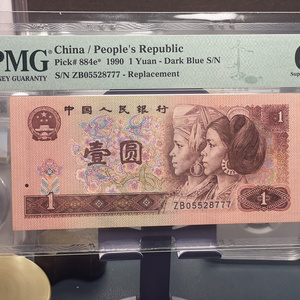 PMG
China / People's Republic
Pick# 884e* 1990 1 Yuan - Dark Blue S/N
S/N ZB05528777 - Replacement
GUARANTY
中国人民银行
1
壹圆
1
1
ZB05528777